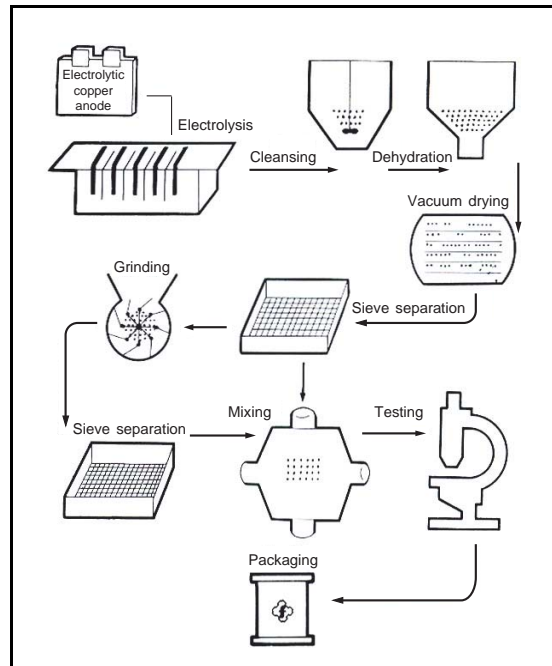 Electrolytic
copper
anode
Electrolysis
Cleansing
Dehydration
Vacuum drying
Grinding
Sieve separation
Sieve separation
Mixing
Testing
Packaging